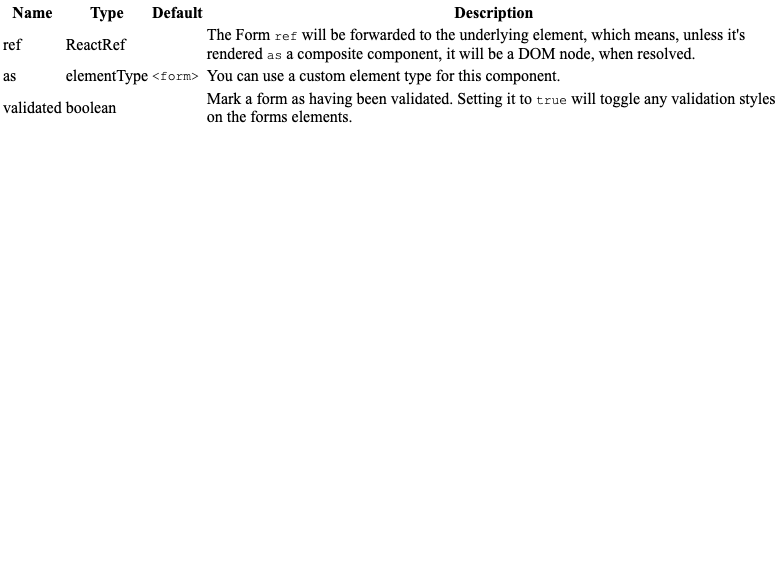 Name Type Default Description
ref ReactRef The Form ref will be forwarded to the underlying element, which means, unless it's
rendered as a composite component, it will be a DOM node, when resolved.
as elementType <form> You can use a custom element type for this component.
validated boolean Mark a form as having been validated. Setting it to true will toggle any validation styles
on the forms elements.